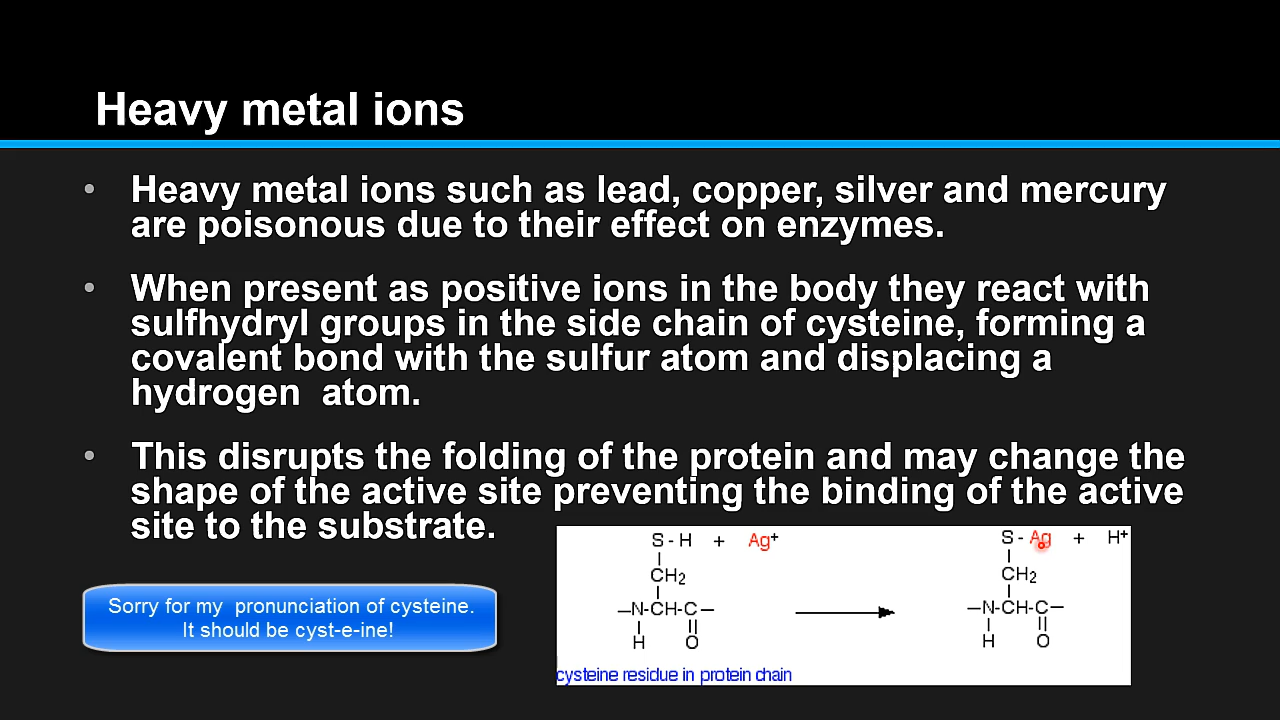 Heavy metal ions
• Heavy metal ions such as lead, copper, silver and mercury
are poisonous due to their effect on enzymes.
• When present as positive ions in the body they react with
sulfhydryl groups in the side chain of cysteine, forming a
covalent bond with the sulfur atom and displacing a
hydrogen  atom.
• This disrupts the folding of the protein and may change the
shape of the active site preventing the binding of the active
site to the substrate.
S - H + Ag⁺
CH₂
–N-CH-C–
H O
cysteine residue in protein chain
S - Ag + H⁺
CH₂
–N-CH-C–
H O
Sorry for my  pronunciation of cysteine.
It should be cyst-e-ine!